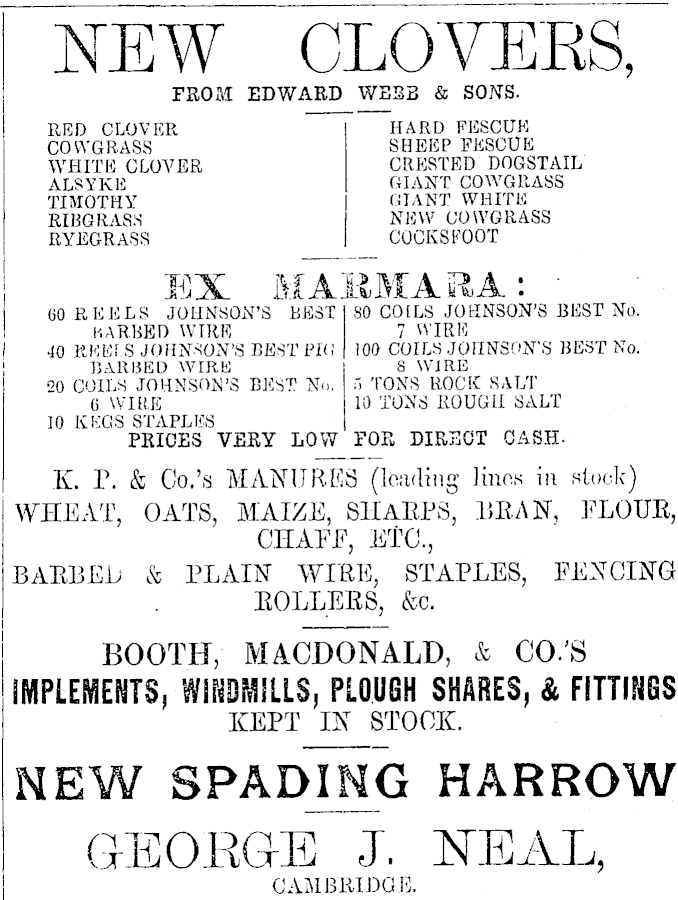 NEW CLOVERS,
FROM EDWARD WEBB & SONS.
RED CLOVER
COWGRASS
WHITE CLOVER
ALSYKE
TIMOTHY
RIBGRASS
RYEGRASS
HARD FESCUE
SHEEP FESCUE
CRESTED DOGSTAIL
GIANT COWGRASS
GIANT WHITE
NEW COWGRASS
COCKSFOOT
EX MARMARA:
60 REELS JOHNSON'S BEST
BARBED WIRE
40 REELS JOHNSON'S BEST PIG
BARBED WIRE
20 COILS JOHNSON'S BEST No.
6 WIRE
10 KEGS STAPLES
80 COILS JOHNSON'S BEST No.
7 WIRE
100 COILS JOHNSON'S BEST No.
8 WIRE
5 TONS ROCK SALT
10 TONS ROUGH SALT
PRICES VERY LOW FOR DIRECT CASH.
K. P. & Co.'s MANURES (leading lines in stock)
WHEAT, OATS, MAIZE, SHARPS, BRAN, FLOUR,
CHAFF, ETC.,
BARBED & PLAIN WIRE, STAPLES, FENCING
ROLLERS, &c.
BOOTH, MACDONALD, & CO.'S
IMPLEMENTS, WINDMILLS, PLOUGH SHARES, & FITTINGS
KEPT IN STOCK.
NEW SPADING HARROW
GEORGE J. NEAL,
CAMBRIDGE.